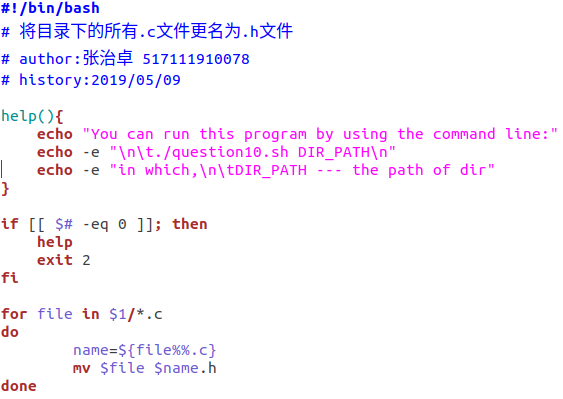 #!/bin/bash
# 将目录下的所有.c文件更名为.h文件
# author:张治卓 517111910078
# history:2019/05/09
help(){
    echo "You can run this program by using the command line:"
    echo -e "\n\t./question10.sh DIR_PATH\n"
    echo -e "in which,\n\tDIR_PATH --- the path of dir"
}
if [[ $# -eq 0 ]]; then
    help
    exit 2
fi
for file in $1/*.c
do
        name=${file%%.c}
        mv $file $name.h
done